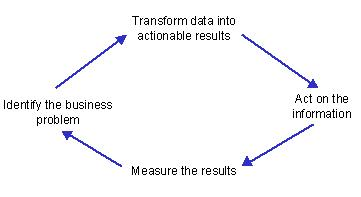 Transform data into
actionable results
Act on the
information
Measure the results
Identify the business
problem